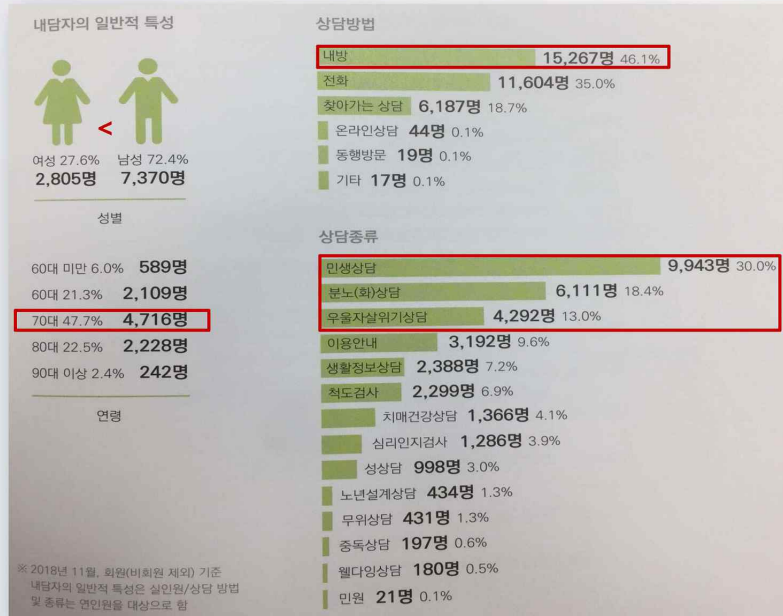 내담자의 일반적 특성
<
여성 27.6% 남성 72.4%
2,805명 7,370명
성별
60대 미만 6.0% 589명
60대 21.3% 2,109명
70대 47.7% 4,716명
80대 22.5% 2,228명
90대 이상 2.4% 242명
연령
※ 2018년 11월, 회원(비회원 제외) 기준
내담자의 일반적 특성은 실인원/상담 방법
및 종류는 연인원을 대상으로 함
상담방법
내방 15,267명 46.1%
전화 11,604명 35.0%
찾아가는 상담 6,187명 18.7%
온라인상담 44명 0.1%
동행방문 19명 0.1%
기타 17명 0.1%
상담종류
민생상담 9,943명 30.0%
분노(화)상담 6,111명 18.4%
우울자살위기상담 4,292명 13.0%
이용안내 3,192명 9.6%
생활정보상담 2,388명 7.2%
척도검사 2,299명 6.9%
치매건강상담 1,366명 4.1%
심리인지검사 1,286명 3.9%
성상담 998명 3.0%
노년설계상담 434명 1.3%
무위상담 431명 1.3%
중독상담 197명 0.6%
웰다잉상담 180명 0.5%
민원 21명 0.1%